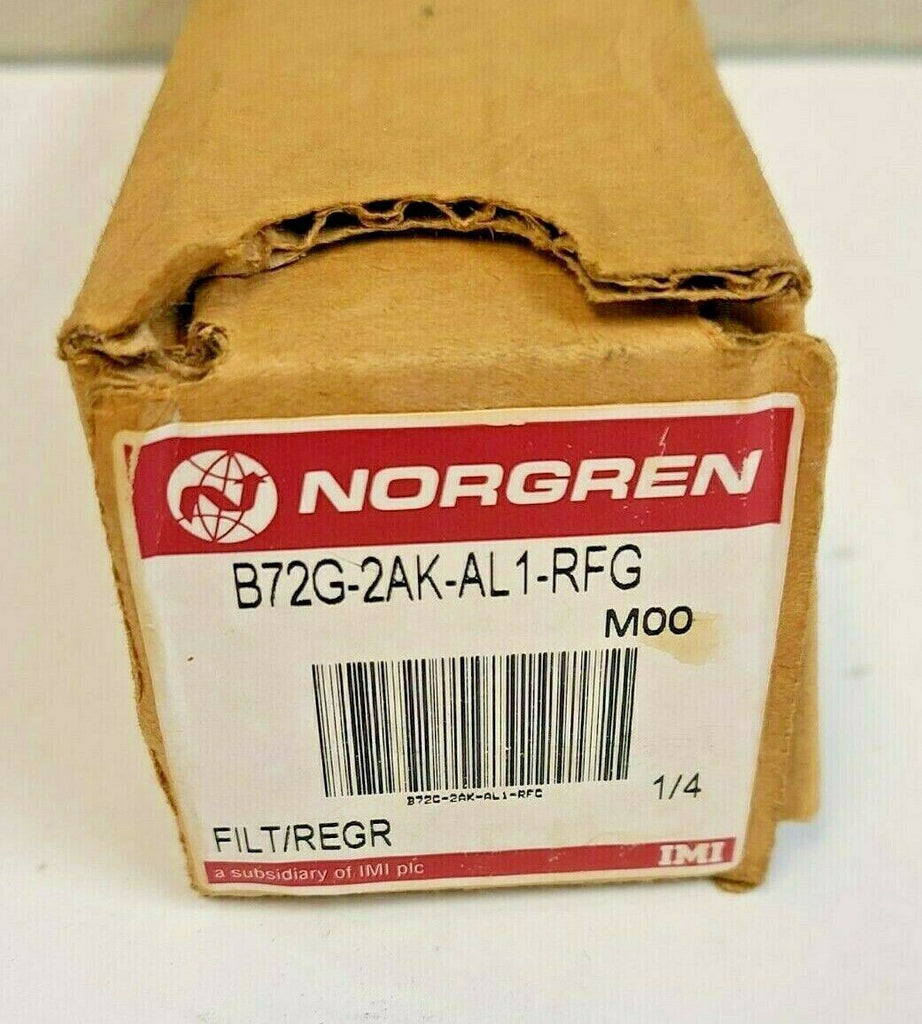 NORGREN
B72G-2AK-AL1-RFG
M00
B72G-2AK-AL1-RFG
1/4
FILT/REGR
a subsidiary of IMI plc
IMI